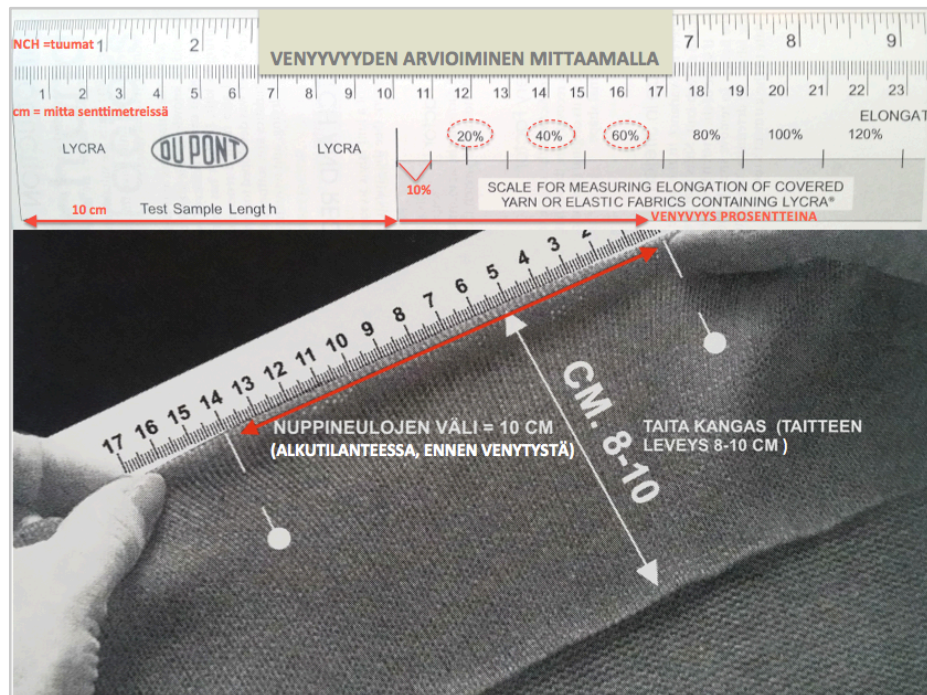 NCH =tuumat 1 2 7 8 9
VENYVYYDEN ARVIOIMINEN MITTAAMALLA
1 2 3 4 5 6 7 8 9 10 11 12 13 14 15 16 17 18 19 20 21 22 23
cm = mitta senttimetreissä
ELONGAT
20% 40% 60% 80% 100% 120%
LYCRA DU PONT LYCRA
10%
SCALE FOR MEASURING ELONGATION OF COVERED
YARN OR ELASTIC FABRICS CONTAINING LYCRA®
10 cm Test Sample Length
VENYVYYS PROSENTTEINA
17 16 15 14 13 12 11 10 9 8 7 6 5 4 3 2
CM. 8-10
NUPPINEULOJEN VÄLI = 10 CM
(ALKUTILANTEESSA, ENNEN VENYTYSTÄ)
TAITA KANGAS (TAITTEEN
LEVEYS 8-10 CM )